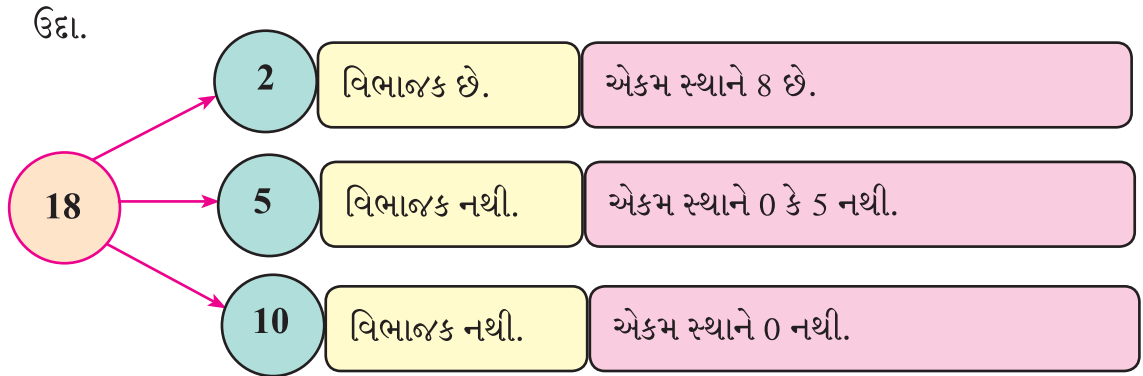 ઉદા.
2 વિભાજક છે. એકમ સ્થાને 8 છે.
18 5 વિભાજક નથી. એકમ સ્થાને 0 કે 5 નથી.
10 વિભાજક નથી. એકમ સ્થાને 0 નથી.